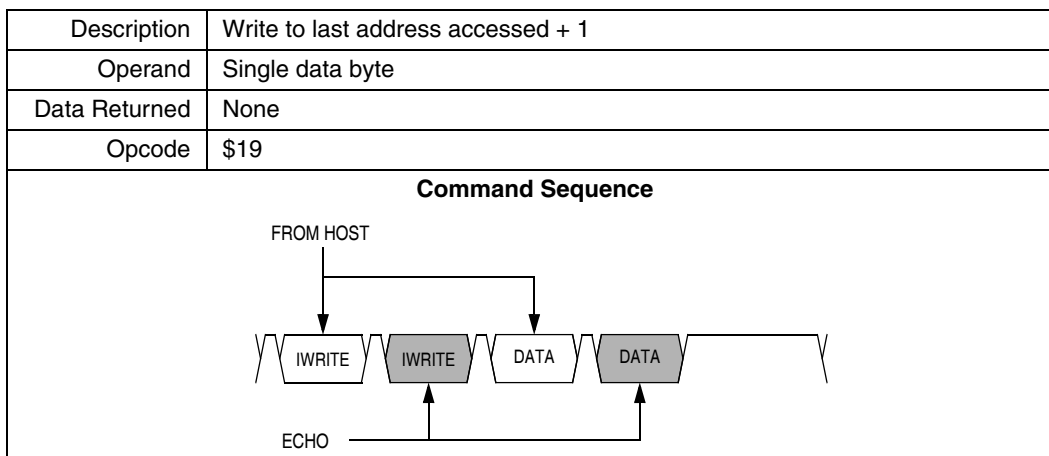 Description Write to last address accessed + 1
Operand Single data byte
Data Returned None
Opcode $19
Command Sequence
FROM HOST
IWRITE IWRITE DATA DATA
ECHO